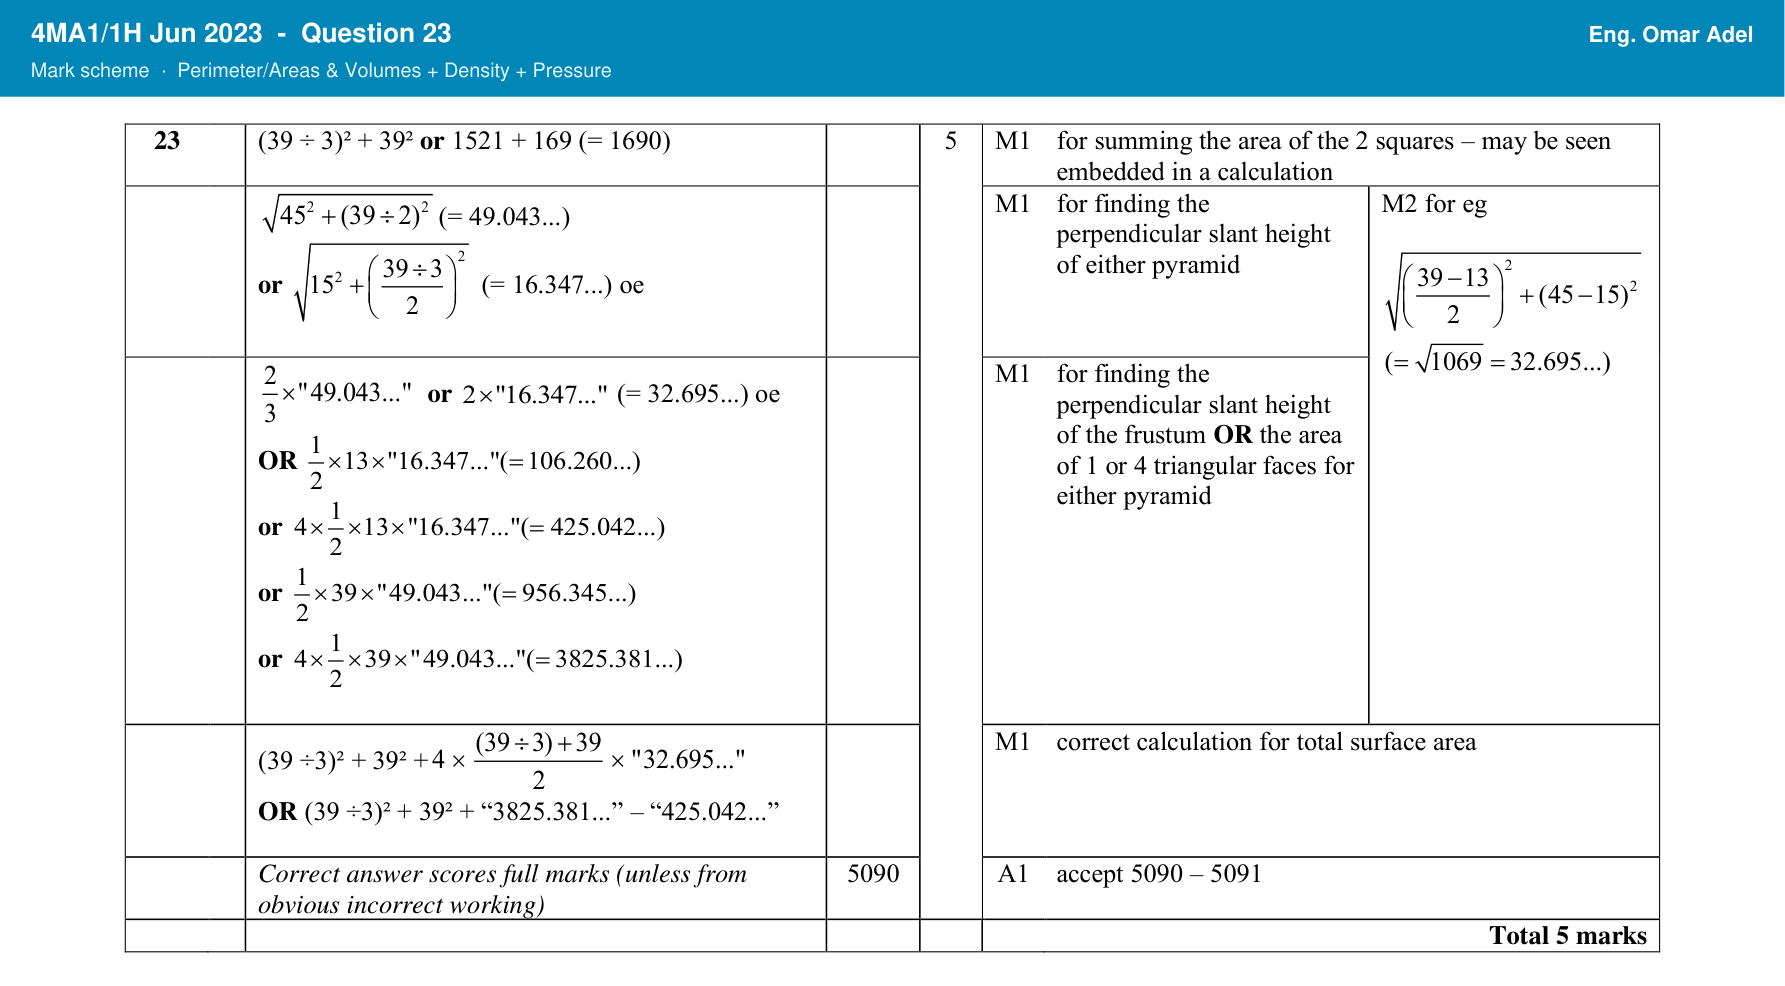 4MA1/1H Jun 2023 - Question 23
Eng. Omar Adel
Mark scheme · Perimeter/Areas & Volumes + Density + Pressure
23
(39 ÷ 3)² + 39² or 1521 + 169 (= 1690)
5
M1 for summing the area of the 2 squares – may be seen
embedded in a calculation
√(45² + (39 ÷ 2)²) (= 49.043...)
or √(15² + ((39 ÷ 3)/2)²) (= 16.347...) oe
M1 for finding the
perpendicular slant height
of either pyramid
M2 for eg
√(((39 − 13)/2)² + (45 − 15)²)
(= √1069 = 32.695...)
2/3 × "49.043..." or 2 × "16.347..." (= 32.695...) oe
OR 1/2 × 13 × "16.347..." (= 106.260...)
or 4 × 1/2 × 13 × "16.347..." (= 425.042...)
or 1/2 × 39 × "49.043..." (= 956.345...)
or 4 × 1/2 × 39 × "49.043..." (= 3825.381...)
M1 for finding the
perpendicular slant height
of the frustum OR the area
of 1 or 4 triangular faces for
either pyramid
(39 ÷3)² + 39² + 4 × ((39 ÷ 3) + 39)/2 × "32.695..."
OR (39 ÷3)² + 39² + “3825.381...” – “425.042...”
M1 correct calculation for total surface area
Correct answer scores full marks (unless from
obvious incorrect working)
5090
A1 accept 5090 – 5091
Total 5 marks